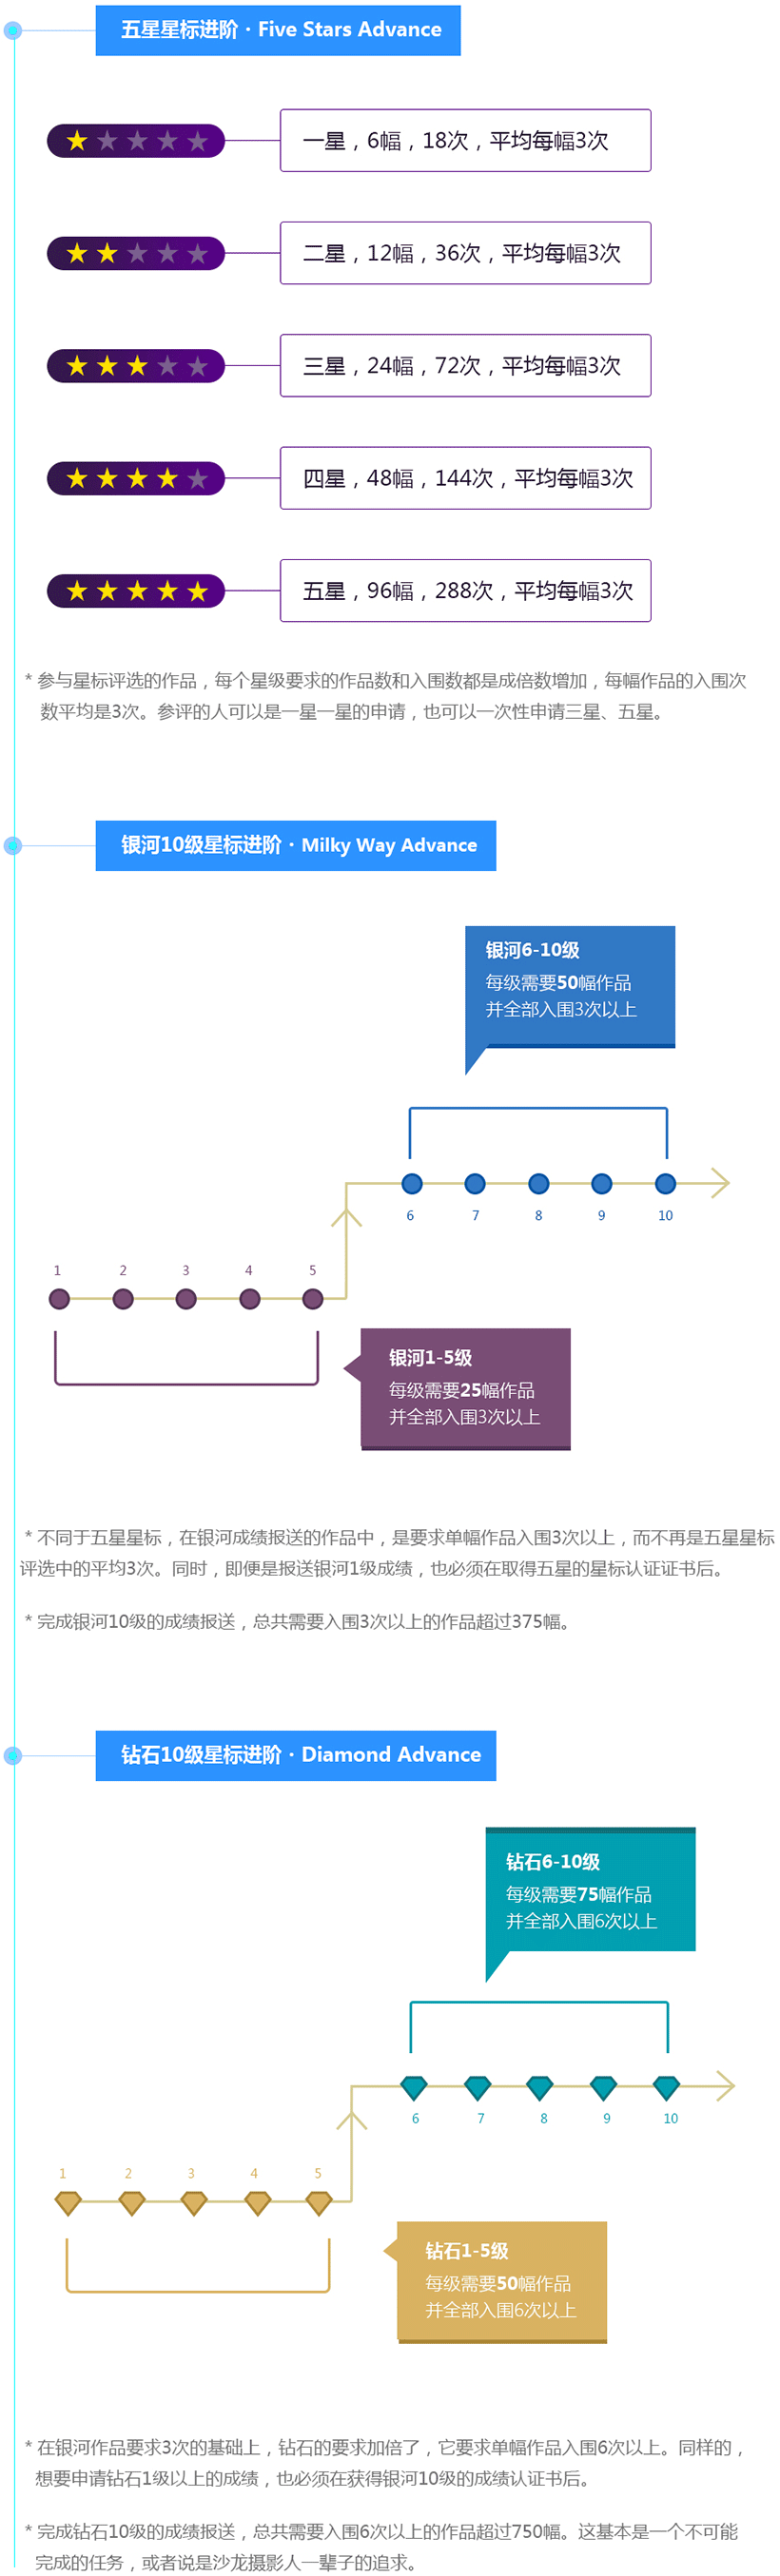 五星星标进阶 · Five Stars Advance
一星，6幅，18次，平均每幅3次
二星，12幅，36次，平均每幅3次
三星，24幅，72次，平均每幅3次
四星，48幅，144次，平均每幅3次
五星，96幅，288次，平均每幅3次
* 参与星标评选的作品，每个星级要求的作品数和入围数都是成倍数增加，每幅作品的入围次
数平均是3次。参评的人可以是一星一星的申请，也可以一次性申请三星、五星。
银河10级星标进阶 · Milky Way Advance
银河6-10级
每级需要50幅作品
并全部入围3次以上
6 7 8 9 10
1 2 3 4 5
银河1-5级
每级需要25幅作品
并全部入围3次以上
* 不同于五星星标，在银河成绩报送的作品中，是要求单幅作品入围3次以上，而不再是五星星标
评选中的平均3次。同时，即便是报送银河1级成绩，也必须在取得五星的星标认证证书后。
* 完成银河10级的成绩报送，总共需要入围3次以上的作品超过375幅。
钻石10级星标进阶 · Diamond Advance
钻石6-10级
每级需要75幅作品
并全部入围6次以上
6 7 8 9 10
1 2 3 4 5
钻石1-5级
每级需要50幅作品
并全部入围6次以上
* 在银河作品要求3次的基础上，钻石的要求加倍了，它要求单幅作品入围6次以上。同样的，
想要申请钻石1级以上的成绩，也必须在获得银河10级的成绩认证书后。
* 完成钻石10级的成绩报送，总共需要入围6次以上的作品超过750幅。这基本是一个不可能
完成的任务，或者说是沙龙摄影人一辈子的追求。